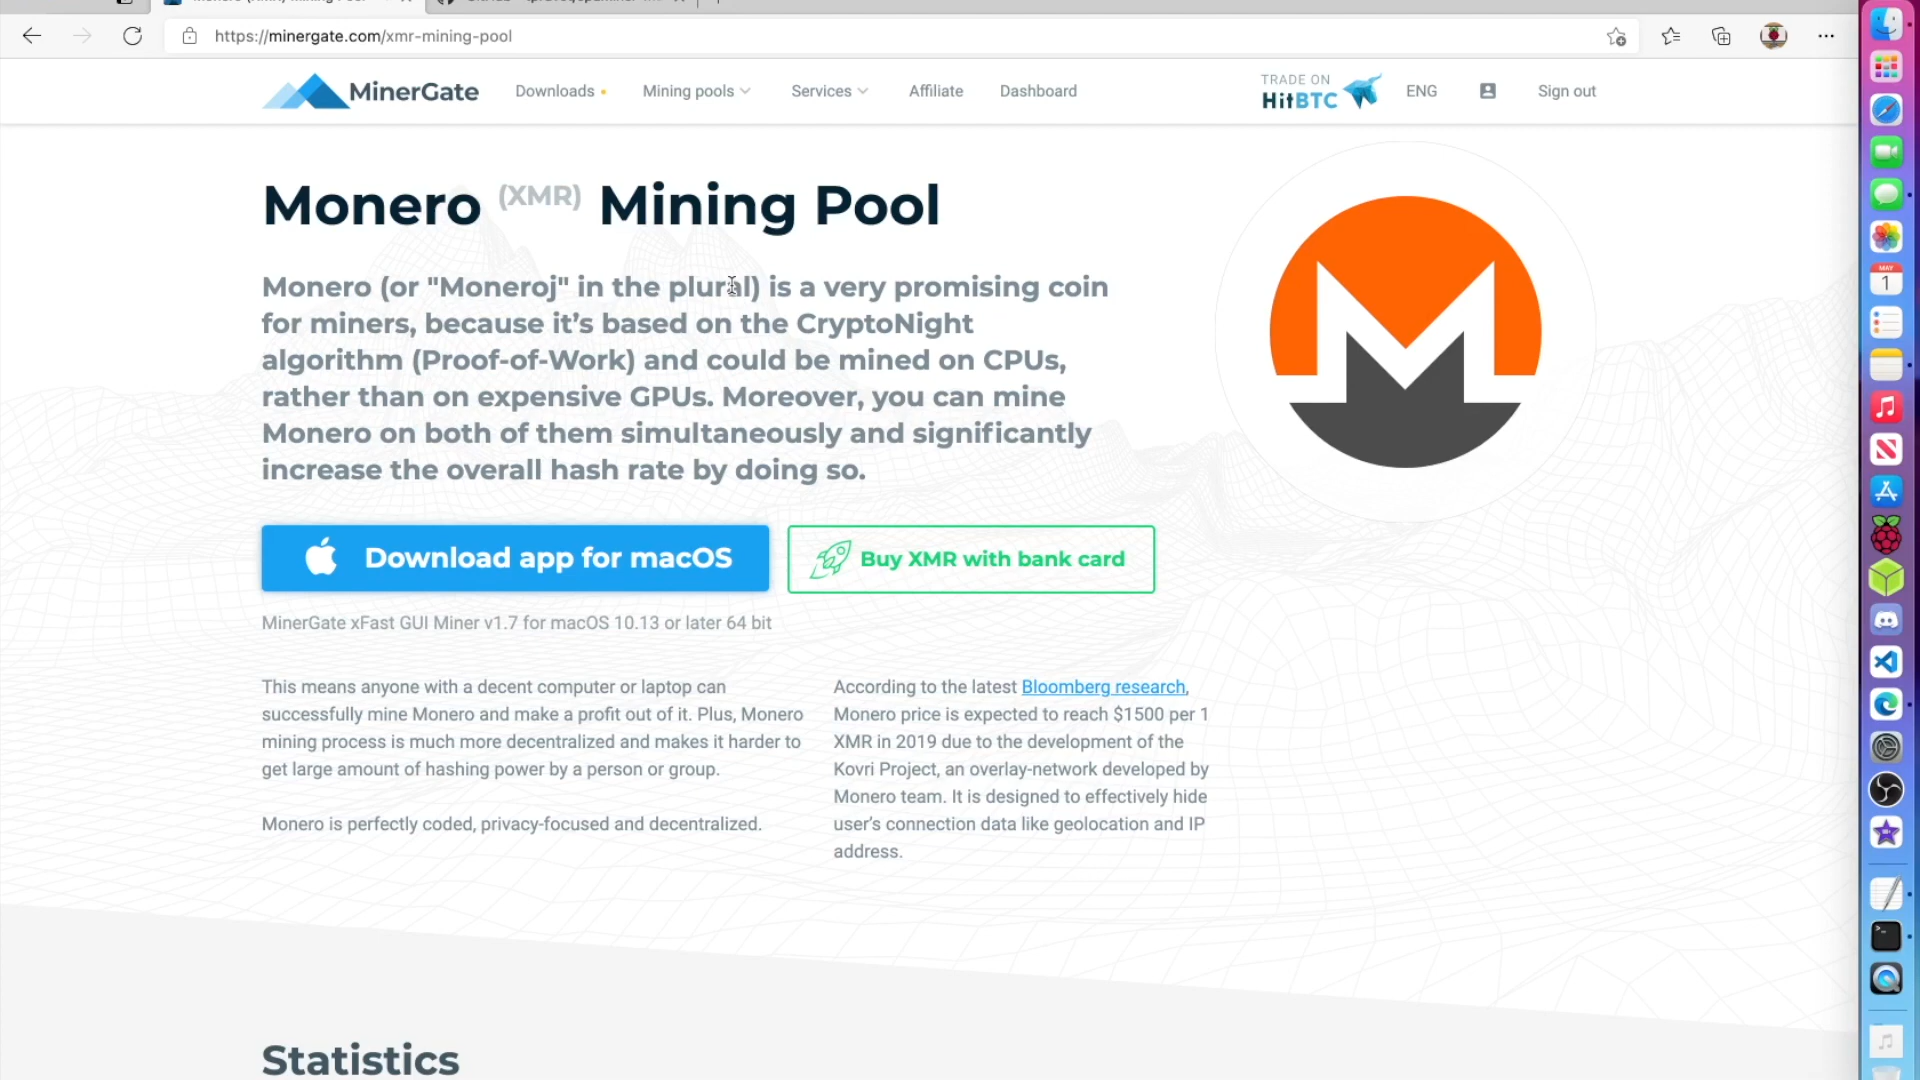 https://minergate.com/xmr-mining-pool
MinerGate
Downloads
Mining pools
Services
Affiliate
Dashboard
TRADE ON
HitBTC
ENG
Sign out
Monero (XMR) Mining Pool
Monero (or "Moneroj" in the plural) is a very promising coin
for miners, because it’s based on the CryptoNight
algorithm (Proof-of-Work) and could be mined on CPUs,
rather than on expensive GPUs. Moreover, you can mine
Monero on both of them simultaneously and significantly
increase the overall hash rate by doing so.
Download app for macOS
Buy XMR with bank card
MinerGate xFast GUI Miner v1.7 for macOS 10.13 or later 64 bit
This means anyone with a decent computer or laptop can
successfully mine Monero and make a profit out of it. Plus, Monero
mining process is much more decentralized and makes it harder to
get large amount of hashing power by a person or group.
Monero is perfectly coded, privacy-focused and decentralized.
According to the latest Bloomberg research,
Monero price is expected to reach $1500 per 1
XMR in 2019 due to the development of the
Kovri Project, an overlay-network developed by
Monero team. It is designed to effectively hide
user’s connection data like geolocation and IP
address.
Statistics
MAY
1